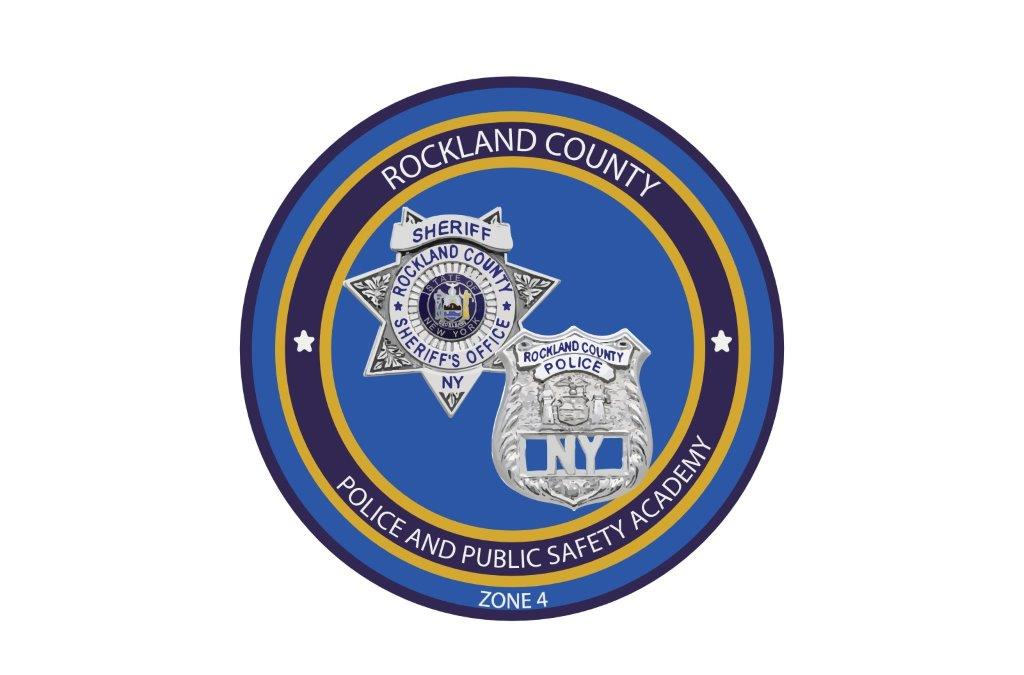 ROCKLAND COUNTY
SHERIFF
ROCKLAND COUNTY
STATE OF
NEW YORK
SHERIFF'S OFFICE
NY
ROCKLAND COUNTY
POLICE
NY
POLICE AND PUBLIC SAFETY ACADEMY
ZONE 4